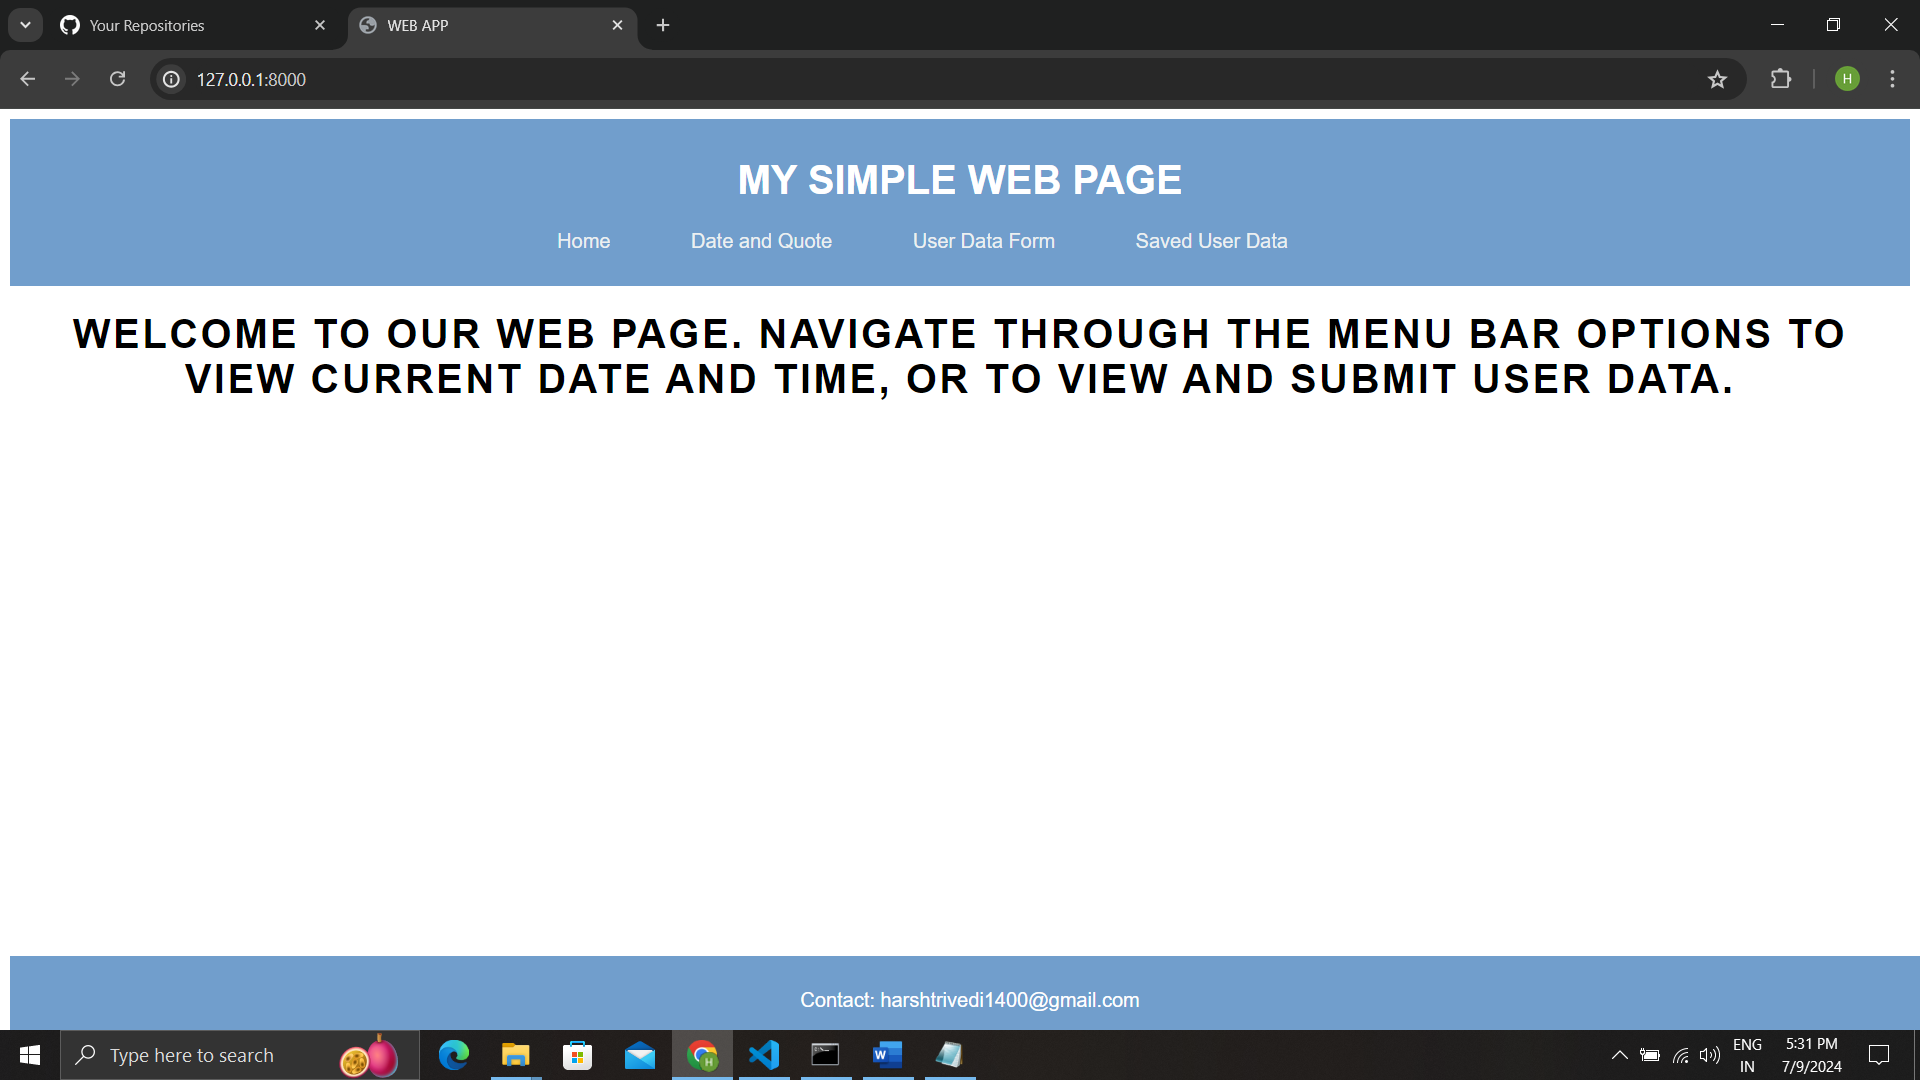 Your Repositories
WEB APP
127.0.0.1:8000
H
MY SIMPLE WEB PAGE
Home Date and Quote User Data Form Saved User Data
WELCOME TO OUR WEB PAGE. NAVIGATE THROUGH THE MENU BAR OPTIONS TO
VIEW CURRENT DATE AND TIME, OR TO VIEW AND SUBMIT USER DATA.
Contact: harshtrivedi1400@gmail.com
Type here to search
H
W
ENG
IN
5:31 PM
7/9/2024